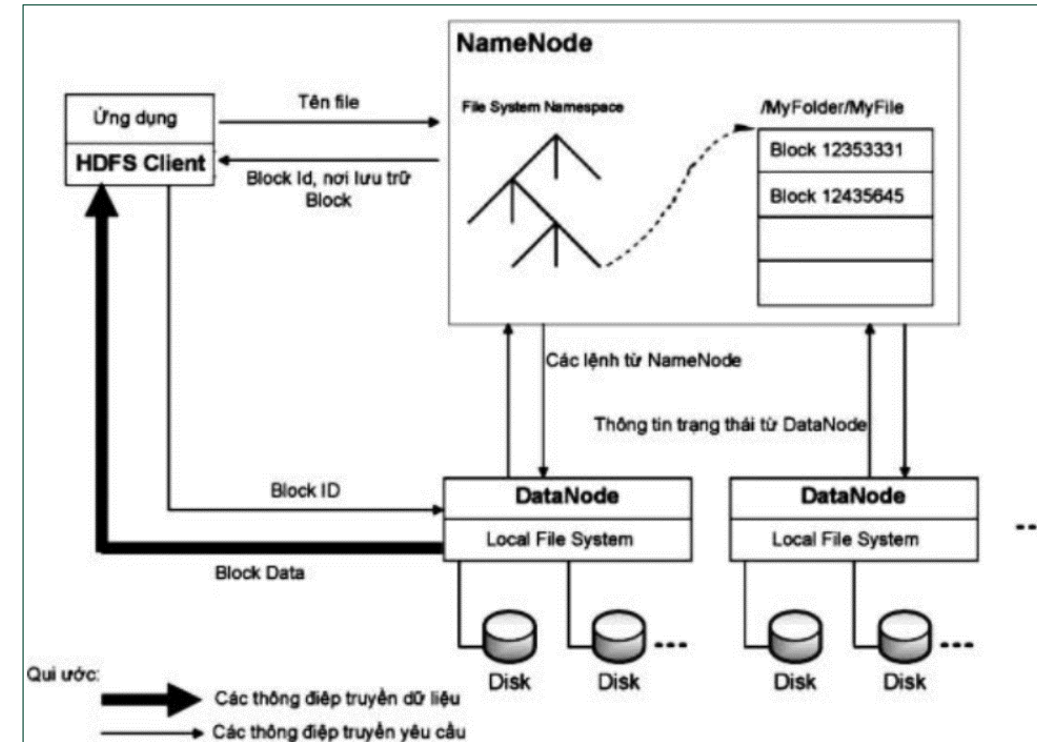 NameNode
Tên file
Ứng dụng
HDFS Client
File System Namespace
/MyFolder/MyFile
Block 12353331
Block 12435645
Block Id, nơi lưu trữ
Block
Các lệnh từ NameNode
Thông tin trạng thái từ DataNode
Block ID
DataNode
Local File System
DataNode
Local File System
Block Data
Disk
Disk
Disk
Disk
Qui ước:
Các thông điệp truyền dữ liệu
Các thông điệp truyền yêu cầu